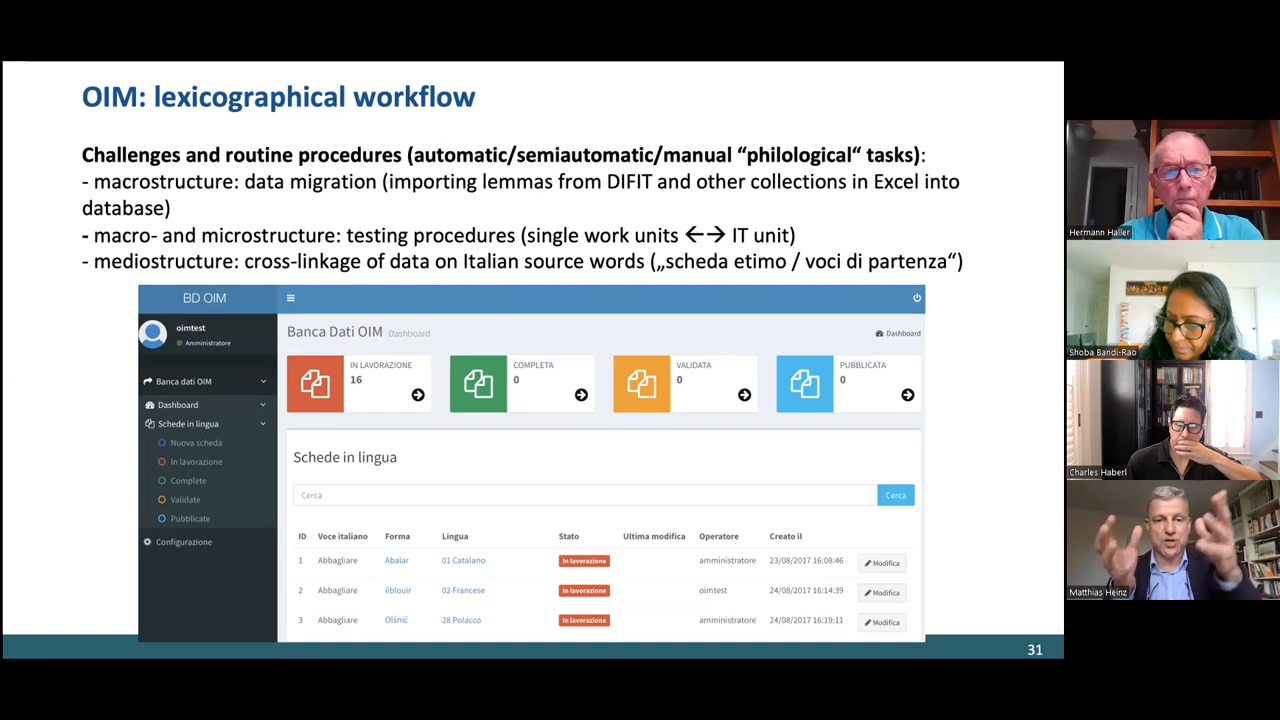 OIM: lexicographical workflow
Challenges and routine procedures (automatic/semiautomatic/manual “philological“ tasks):
- macrostructure: data migration (importing lemmas from DIFIT and other collections in Excel into
database)
- macro- and microstructure: testing procedures (single work units ←→ IT unit)
- mediostructure: cross-linkage of data on Italian source words („scheda etimo / voci di partenza“)
BD OIM
oimtest
Amministratore
Banca dati OIM
Dashboard
Schede in lingua
Nuova scheda
In lavorazione
Complete
Validate
Pubblicate
Configurazione
Banca Dati OIM Dashboard
Dashboard
IN LAVORAZIONE
16
COMPLETA
0
VALIDATA
0
PUBBLICATA
0
Schede in lingua
Cerca Cerca
ID Voce italiano Forma Lingua Stato Ultima modifica Operatore Creato il
1 Abbagliare Abalar 01 Catalano In lavorazione amministratore 23/08/2017 16:08:46 Modifica
2 Abbagliare éblouir 02 Francese In lavorazione oimtest 24/08/2017 16:14:39 Modifica
3 Abbagliare Olśnić 28 Polacco In lavorazione amministratore 24/08/2017 16:19:11 Modifica
31
Hermann Haller
Shoba Bandi-Rao
Charles Haberl
Matthias Heinz